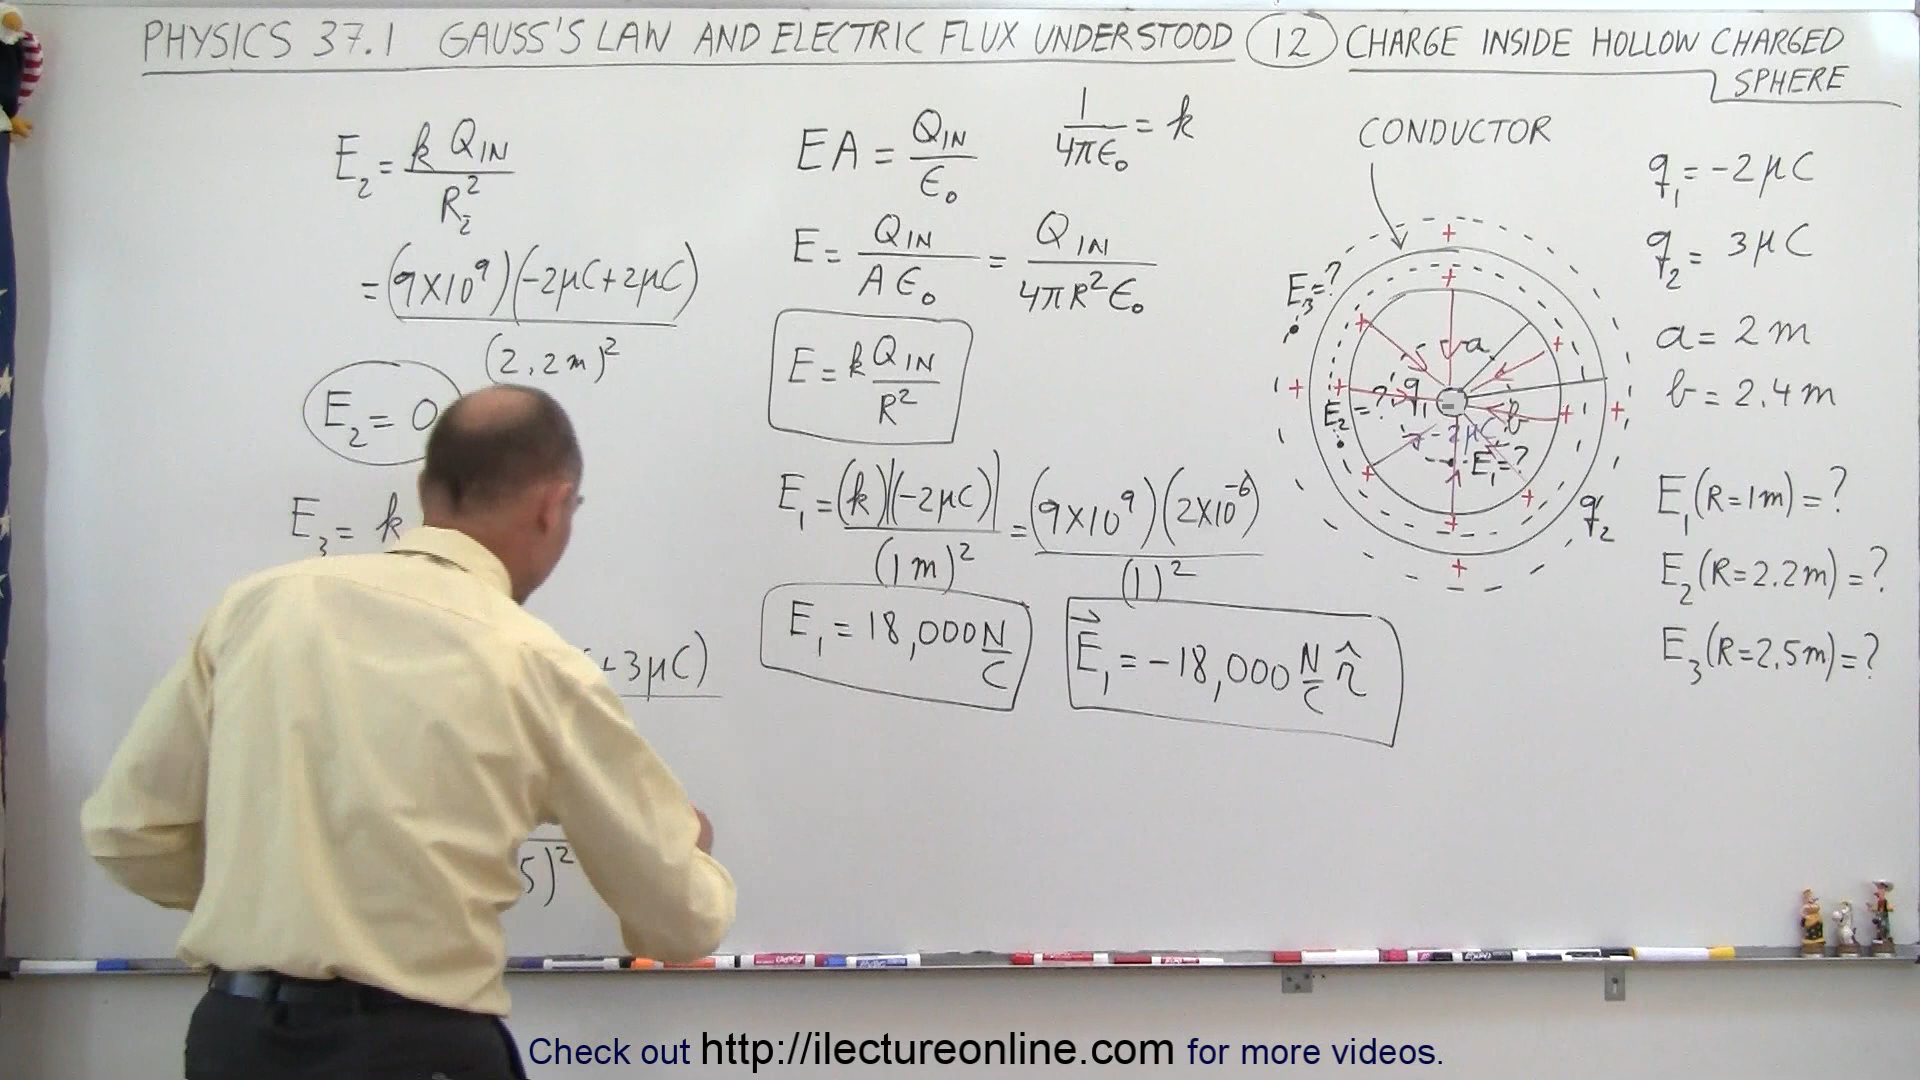 PHYSICS 37.1 GAUSS'S LAW AND ELECTRIC FLUX UNDERSTOOD 12 CHARGE INSIDE HOLLOW CHARGED
SPHERE
E₂ = k Q_IN / R₂²
= (9×10⁹)(-2μC+2μC) / (2.2m)²
E₂ = 0
E₃ = k
+3μC)
5)²
EA = Q_IN / ε₀
1 / 4πε₀ = k
E = Q_IN / Aε₀ = Q_IN / 4πR²ε₀
E = k Q_IN / R²
E₁ = (k)|(-2μC)| / (1m)² = (9×10⁹)(2×10⁻⁶) / (1)²
E₁ = 18,000 N/C
E⃗₁ = -18,000 N/C r̂
CONDUCTOR
E₃=?
a
E₂=?
q₁
b
-2μC
E₁=?
q₂
q₁ = -2μC
q₂ = 3μC
a = 2m
b = 2.4m
E₁(R=1m)=?
E₂(R=2.2m)=?
E₃(R=2.5m)=?
Check out http://ilectureonline.com for more videos.